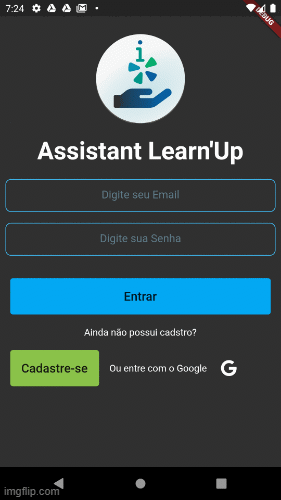 7:24
DEBUG
i
Assistant Learn'Up
Digite seu Email
Digite sua Senha
Entrar
Ainda não possui cadstro?
Cadastre-se
Ou entre com o Google
G
imgflip.com